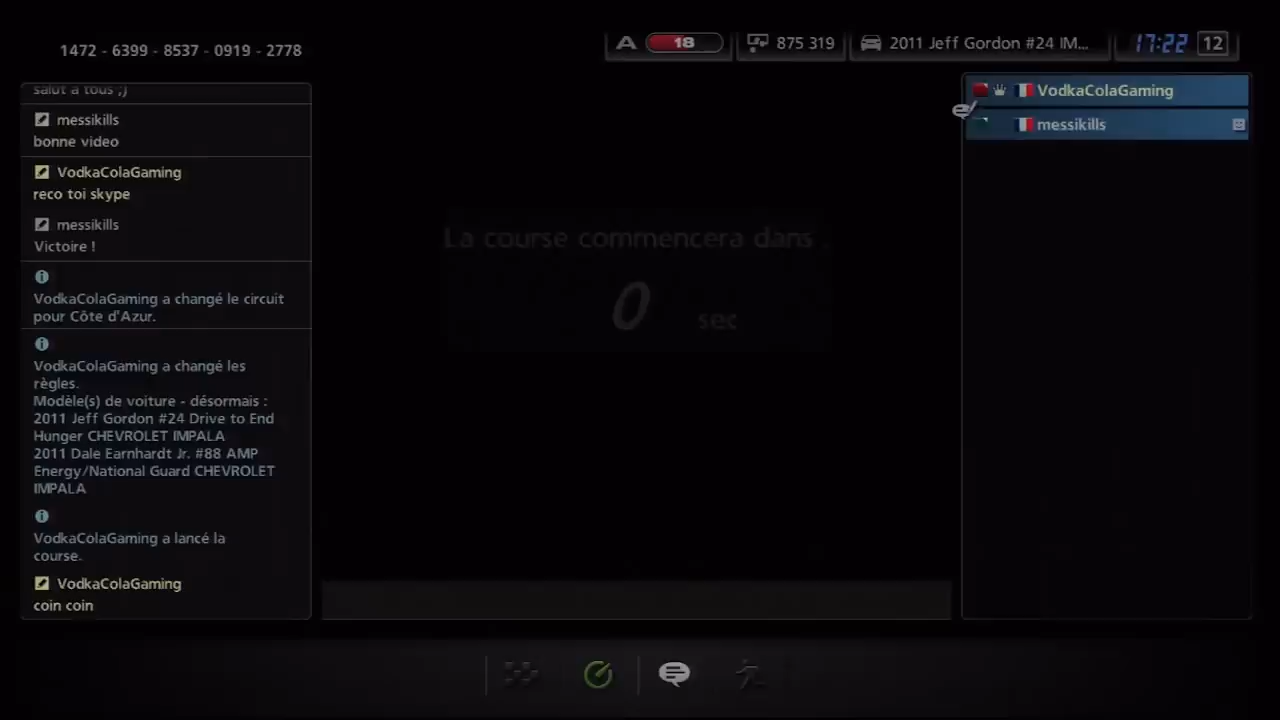 1472 - 6399 - 8537 - 0919 - 2778
A 18
875 319
2011 Jeff Gordon #24 IM...
17:22 12
salut a tous ;)
messikills
bonne video
VodkaColaGaming
reco toi skype
messikills
Victoire !
VodkaColaGaming a changé le circuit
pour Côte d'Azur.
VodkaColaGaming a changé les
règles.
Modèle(s) de voiture - désormais :
2011 Jeff Gordon #24 Drive to End
Hunger CHEVROLET IMPALA
2011 Dale Earnhardt Jr. #88 AMP
Energy/National Guard CHEVROLET
IMPALA
VodkaColaGaming a lancé la
course.
VodkaColaGaming
coin coin
La course commencera dans :
0 sec
VodkaColaGaming
messikills